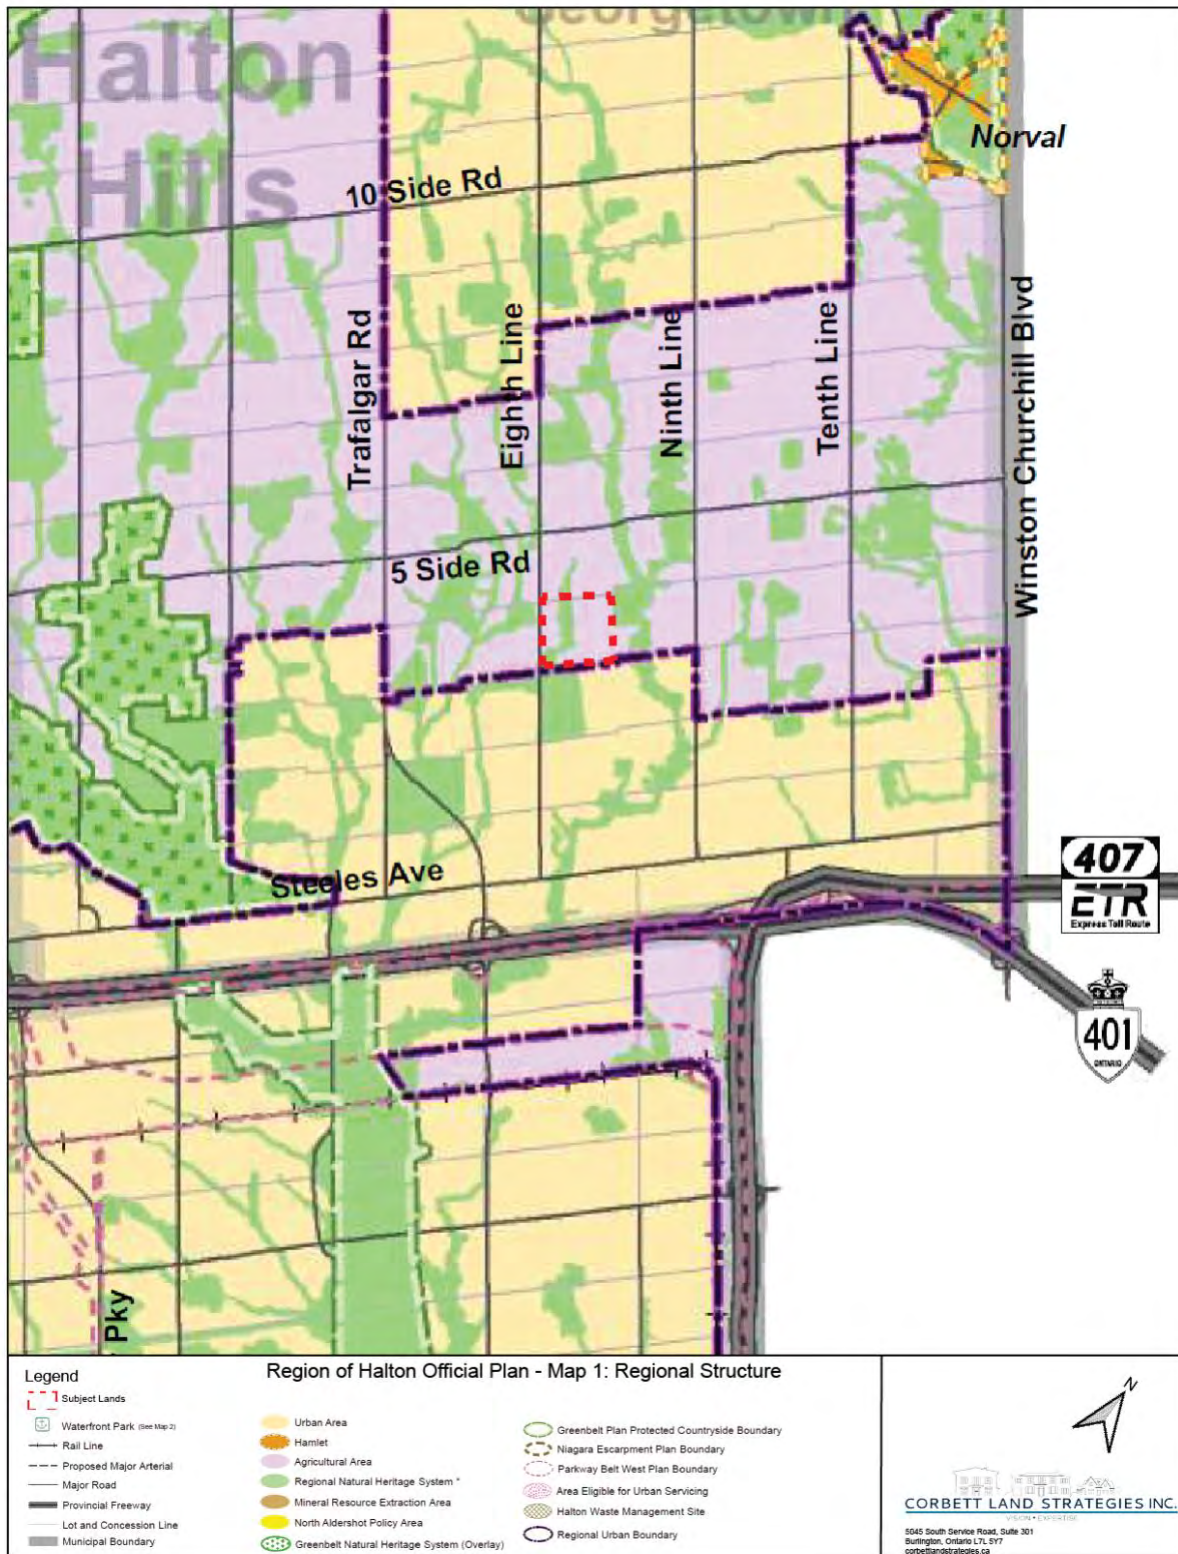 Georgetown
Halton
Hills
Norval
10 Side Rd
Trafalgar Rd
Eighth Line
Ninth Line
Tenth Line
Winston Churchill Blvd
5 Side Rd
Steeles Ave
407
ETR
Express Toll Route
401
ONTARIO
Pky
Legend
Subject Lands
Waterfront Park (See Map 2)
Rail Line
Proposed Major Arterial
Major Road
Provincial Freeway
Lot and Concession Line
Municipal Boundary
Region of Halton Official Plan - Map 1: Regional Structure
Urban Area
Hamlet
Agricultural Area
Regional Natural Heritage System *
Mineral Resource Extraction Area
North Aldershot Policy Area
Greenbelt Natural Heritage System (Overlay)
Greenbelt Plan Protected Countryside Boundary
Niagara Escarpment Plan Boundary
Parkway Belt West Plan Boundary
Area Eligible for Urban Servicing
Halton Waste Management Site
Regional Urban Boundary
N
CORBETT LAND STRATEGIES INC.
VISION • EXPERTISE
5045 South Service Road, Suite 301
Burlington, Ontario L7L 5Y7
corbettlandstrategies.ca